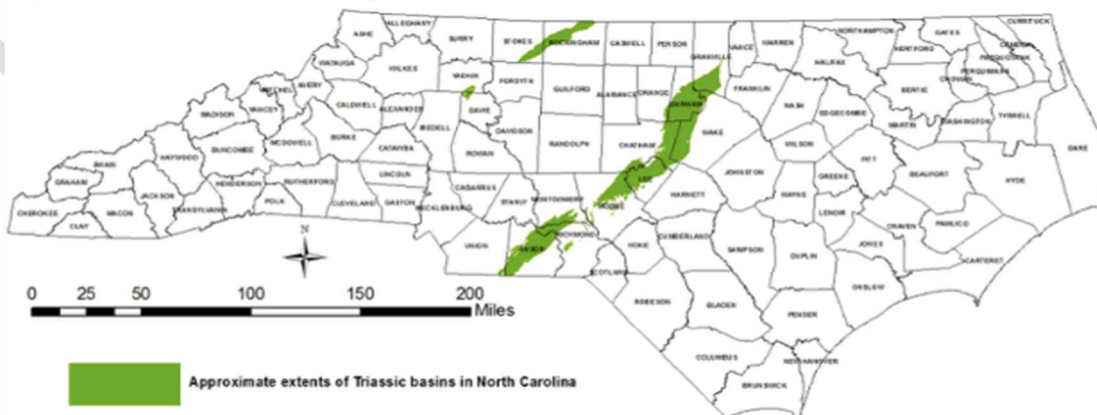 ALLEGHANY
CURRITUCK
ASHE
SURRY
STOKES
ROCKINGHAM
CASWELL
PERSON
GRANVILLE
VANCE
WARREN
NORTHAMPTON
GATES
HERTFORD
CAMDEN
PASQUOTANK
PERQUIMANS
CHOWAN
WATAUGA
WILKES
YADKIN
FORSYTH
GUILFORD
ALAMANCE
ORANGE
DURHAM
FRANKLIN
HALIFAX
BERTIE
MITCHEL
AVERY
MADISON
YANCEY
CALDWELL
ALEXANDER
DAVIE
IREDELL
DAVIDSON
NASH
EDGECOMBE
MARTIN
WASHINGTON
TYRRELL
DARE
BURKE
MCDOWELL
BUNCOMBE
CATAWBA
ROWAN
RANDOLPH
CHATHAM
WAKE
WILSON
PITT
BEAUFORT
HYDE
HAYWOOD
SWAIN
GRAHAM
JACKSON
HENDERSON
RUTHERFORD
LINCOLN
CABARRUS
STANLY
MONTGOMERY
MOORE
LEE
HARNETT
JOHNSTON
WAYNE
GREENE
LENOIR
CRAVEN
PAMLICO
CHEROKEE
CLAY
MACON
TRANSYLVANIA
POLK
CLEVELAND
GASTON
MECKLENBURG
UNION
ANSON
RICHMOND
HOKE
CUMBERLAND
SAMPSON
DUPLIN
JONES
CARTERET
SCOTLAND
ROBESON
BLADEN
ONSLOW
PENDER
COLUMBUS
NEW HANOVER
BRUNSWICK
N
0 25 50 100 150 200
Miles
Approximate extents of Triassic basins in North Carolina